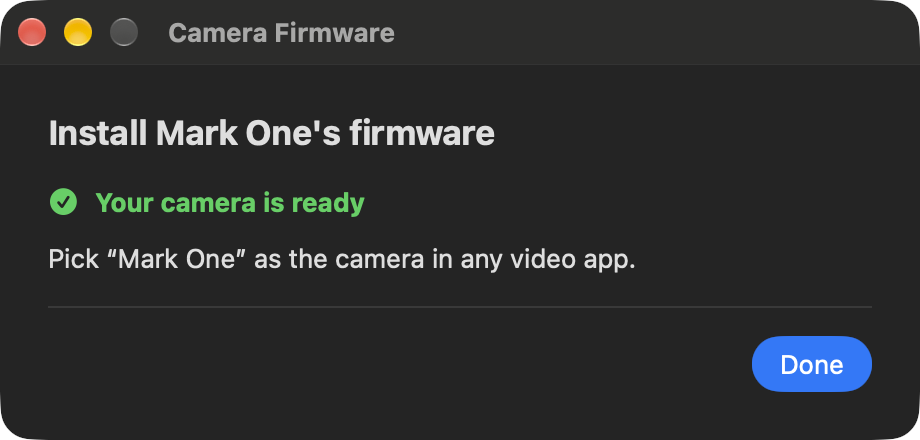 Camera Firmware
Install Mark One's firmware
Your camera is ready
Pick “Mark One” as the camera in any video app.
Done